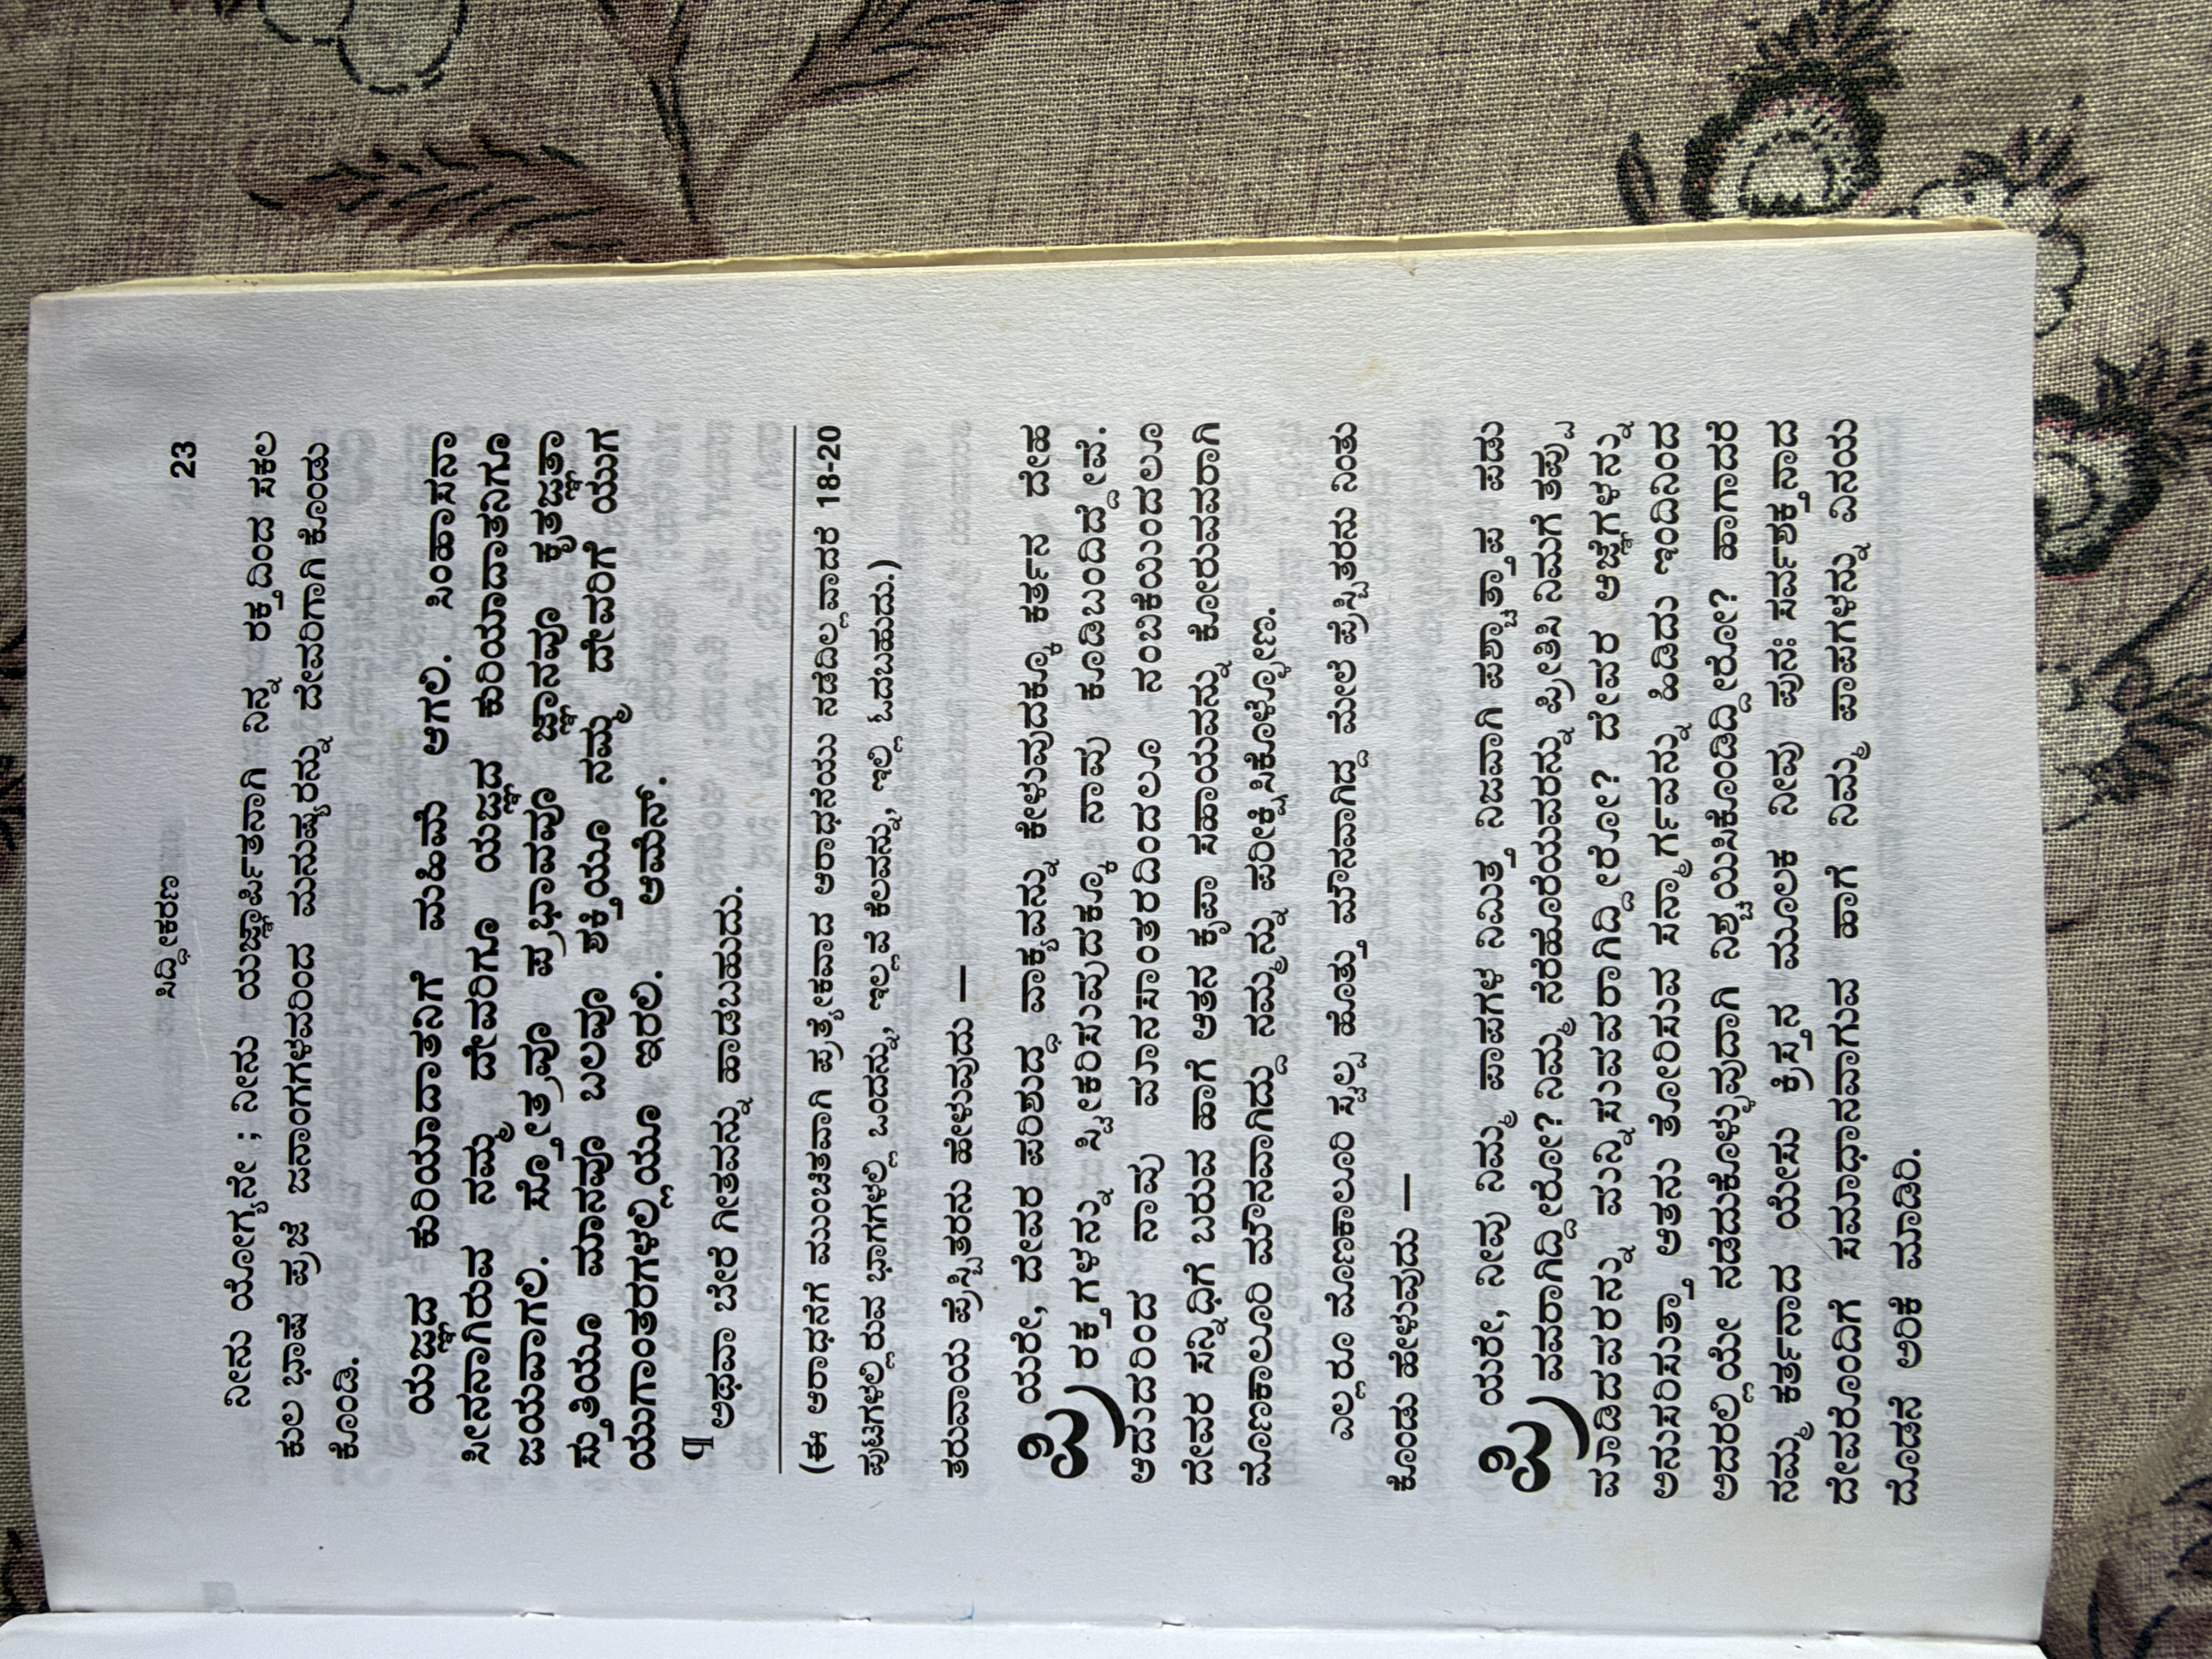 ಸಿದ್ಧೀಕರಣ 23
ನೀನು ಯೋಗ್ಯನೇ ; ನೀನು ಯಜ್ಞಾರ್ಪಿತನಾಗಿ ನಿನ್ನ ರಕ್ತದಿಂದ ಸಕಲ
ಕುಲ ಭಾಷೆ ಪ್ರಜೆ ಜನಾಂಗಗಳವರಿಂದ ಮನುಷ್ಯರನ್ನು ದೇವರಿಗಾಗಿ ಕೊಂಡು
ಕೊಂಡಿ.
ಯಜ್ಞದ ಕುರಿಯಾದಾತನಿಗೆ ಮಹಿಮೆ ಆಗಲಿ. ಸಿಂಹಾಸನಾ
ಸೀನನಾಗಿರುವ ನಮ್ಮ ದೇವರಿಗೂ ಯಜ್ಞದ ಕುರಿಯಾದಾತನಿಗೂ
ಜಯವಾಗಲಿ. ಸ್ತೋತ್ರವೂ ಪ್ರಭಾವವೂ ಜ್ಞಾನವೂ ಕೃತಜ್ಞತಾ
ಸ್ತುತಿಯೂ ಮಾನವೂ ಬಲವೂ ಶಕ್ತಿಯೂ ನಮ್ಮ ದೇವರಿಗೆ ಯುಗ
ಯುಗಾಂತರಗಳಲ್ಲಿಯೂ ಇರಲಿ. ಆಮೆನ್.
¶ ಅಥವಾ ಬೇರೆ ಗೀತವನ್ನು ಹಾಡಬಹುದು.
(ಈ ಆರಾಧನೆಗೆ ಮುಂಚಿತವಾಗಿ ಪ್ರತ್ಯೇಕವಾದ ಆರಾಧನೆಯು ನಡೆದಿಲ್ಲವಾದರೆ 18-20
ಪುಟಗಳಲ್ಲಿರುವ ಭಾಗಗಳಲ್ಲಿ ಒಂದನ್ನು, ಇಲ್ಲವೆ ಕೆಲವನ್ನು, ಇಲ್ಲಿ ಓದಬಹುದು.)
ತರುವಾಯ ಪ್ರೆಸ್ಬಿತರನು ಹೇಳುವುದು —
ಪ್ರಿಯರೇ, ದೇವರ ಪರಿಶುದ್ಧ ವಾಕ್ಯವನ್ನು ಕೇಳುವುದಕ್ಕೂ ಕರ್ತನ ದೇಹ
ರಕ್ತಗಳನ್ನು ಸ್ವೀಕರಿಸುವುದಕ್ಕೂ ನಾವು ಕೂಡಿಬಂದಿದ್ದೇವೆ.
ಆದುದರಿಂದ ನಾವು ಮಾನಸಾಂತರದಿಂದಲೂ ನಂಬಿಕೆಯಿಂದಲೂ
ದೇವರ ಸನ್ನಿಧಿಗೆ ಬರುವ ಹಾಗೆ ಆತನ ಕೃಪಾ ಸಹಾಯವನ್ನು ಕೋರುವವರಾಗಿ
ಮೊಣಕಾಲೂರಿ ಮೌನವಾಗಿದ್ದು ನಮ್ಮನ್ನು ಪರೀಕ್ಷಿಸಿಕೊಳ್ಳೋಣ.
ಎಲ್ಲರೂ ಮೊಣಕಾಲೂರಿ ಸ್ವಲ್ಪ ಹೊತ್ತು ಮೌನವಾಗಿದ್ದ ಮೇಲೆ ಪ್ರೆಸ್ಬಿತರನು ನಿಂತು
ಕೊಂಡು ಹೇಳುವುದು —
ಪ್ರಿಯರೇ, ನೀವು ನಿಮ್ಮ ಪಾಪಗಳ ನಿಮಿತ್ತ ನಿಜವಾಗಿ ಪಶ್ಚಾತ್ತಾಪ ಪಡು
ವವರಾಗಿದ್ದೀರೋ? ನಿಮ್ಮ ನೆರೆಹೊರೆಯವರನ್ನು ಪ್ರೀತಿಸಿ ನಿಮಗೆ ತಪ್ಪು
ಮಾಡಿದವರನ್ನು ಮನ್ನಿಸುವವರಾಗಿದ್ದೀರೋ? ದೇವರ ಆಜ್ಞೆಗಳನ್ನು
ಅನುಸರಿಸುತ್ತಾ ಆತನು ತೋರಿಸುವ ಸನ್ಮಾರ್ಗವನ್ನು ಹಿಡಿದು ಇಂದಿನಿಂದ
ಅದರಲ್ಲಿಯೇ ನಡೆದುಕೊಳ್ಳುವುದಾಗಿ ನಿಶ್ಚಯಿಸಿಕೊಂಡಿದ್ದೀರೋ? ಹಾಗಾದರೆ
ನಮ್ಮ ಕರ್ತನಾದ ಯೇಸು ಕ್ರಿಸ್ತನ ಮೂಲಕ ನೀವು ಪುನಃ ಸರ್ವಶಕ್ತನಾದ
ದೇವರೊಂದಿಗೆ ಸಮಾಧಾನವಾಗುವ ಹಾಗೆ ನಿಮ್ಮ ಪಾಪಗಳನ್ನು ವಿನಯ
ದೊಡನೆ ಅರಿಕೆ ಮಾಡಿರಿ.